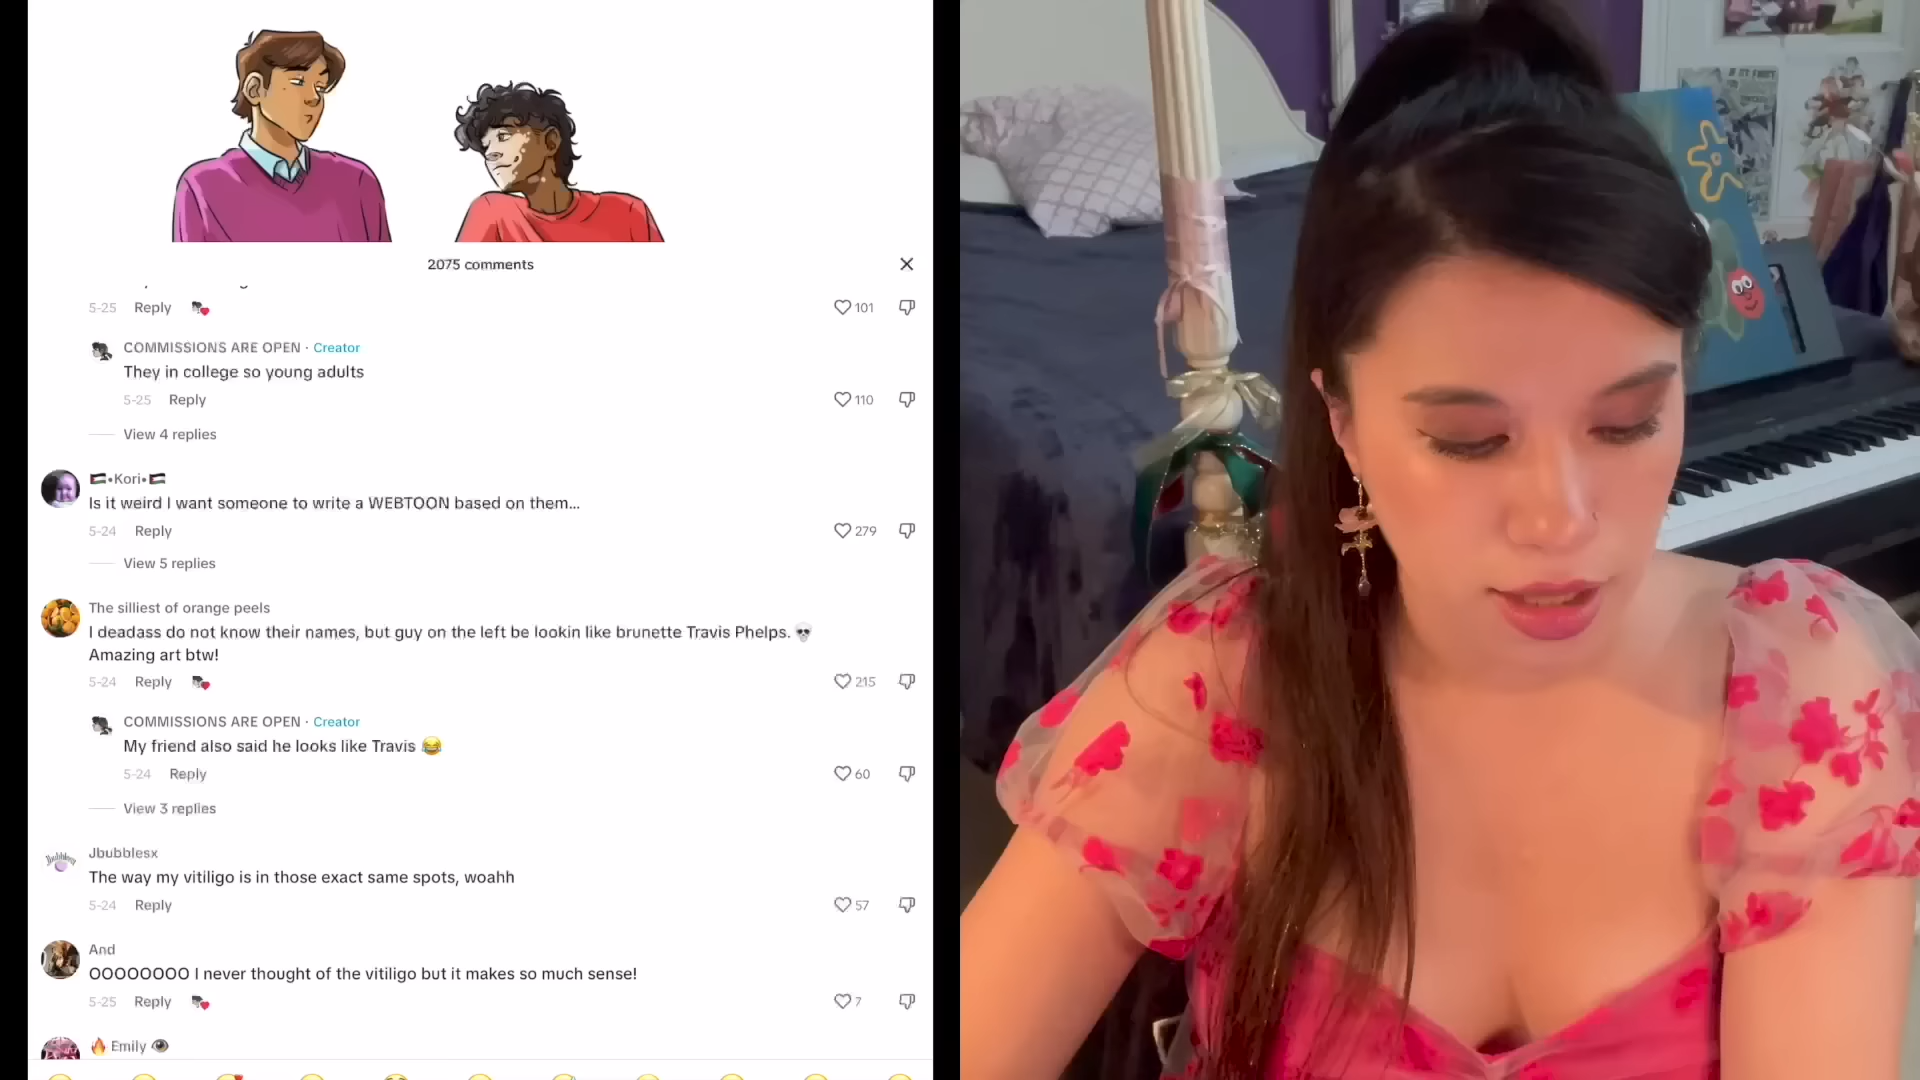 2075 comments
5-25 Reply
101
COMMISSIONS ARE OPEN · Creator
They in college so young adults
5-25 Reply
110
View 4 replies
•Kori•
Is it weird I want someone to write a WEBTOON based on them...
5-24 Reply
279
View 5 replies
The silliest of orange peels
I deadass do not know their names, but guy on the left be lookin like brunette Travis Phelps. 💀
Amazing art btw!
5-24 Reply
215
COMMISSIONS ARE OPEN · Creator
My friend also said he looks like Travis 😂
5-24 Reply
60
View 3 replies
Jbubblesx
The way my vitiligo is in those exact same spots, woahh
5-24 Reply
57
And
OOOOOOOO I never thought of the vitiligo but it makes so much sense!
5-25 Reply
7
🔥 Emily 👁